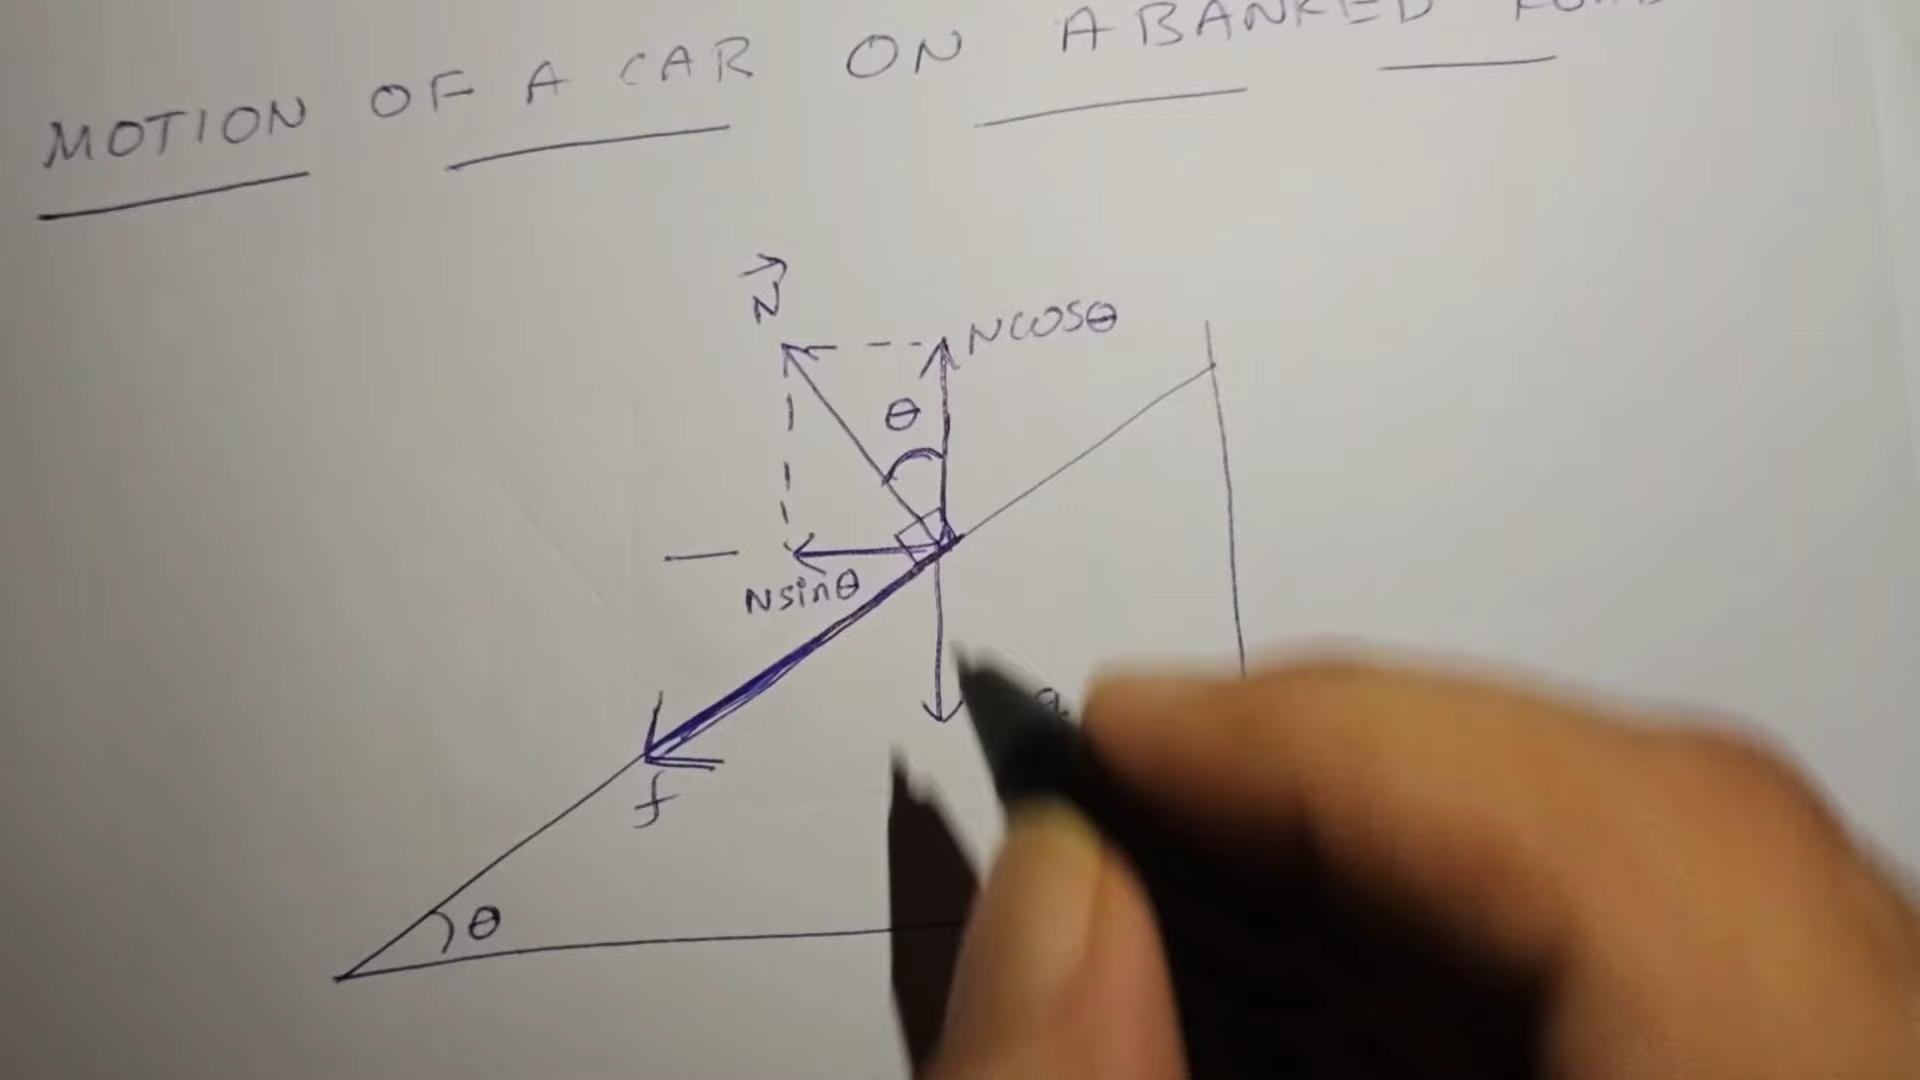 MOTION OF A CAR ON A BANKED
N
NCOSθ
θ
Nsinθ
f
θ